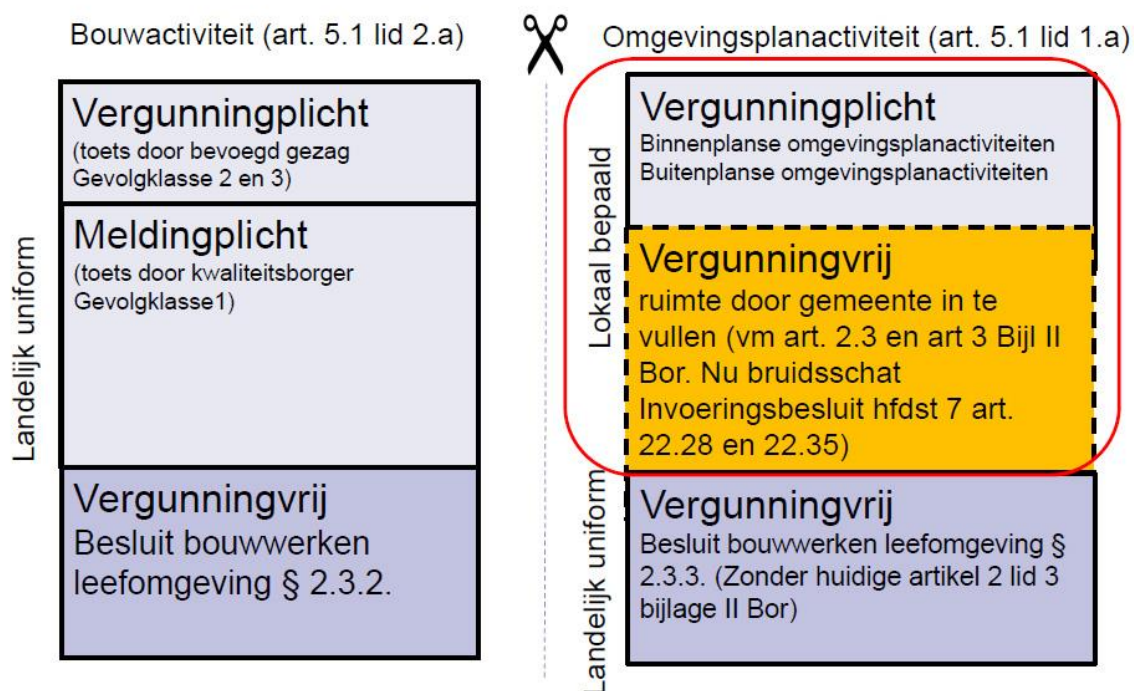 Bouwactiviteit (art. 5.1 lid 2.a)
Landelijk uniform
Vergunningplicht
(toets door bevoegd gezag
Gevolgklasse 2 en 3)
Meldingplicht
(toets door kwaliteitsborger
Gevolgklasse1)
Vergunningvrij
Besluit bouwwerken
leefomgeving § 2.3.2.
Omgevingsplanactiviteit (art. 5.1 lid 1.a)
Lokaal bepaald
Vergunningplicht
Binnenplanse omgevingsplanactiviteiten
Buitenplanse omgevingsplanactiviteiten
Vergunningvrij
ruimte door gemeente in te
vullen (vm art. 2.3 en art 3 Bijl II
Bor. Nu bruidsschat
Invoeringsbesluit hfdst 7 art.
22.28 en 22.35)
Landelijk uniform
Vergunningvrij
Besluit bouwwerken leefomgeving §
2.3.3. (Zonder huidige artikel 2 lid 3
bijlage II Bor)